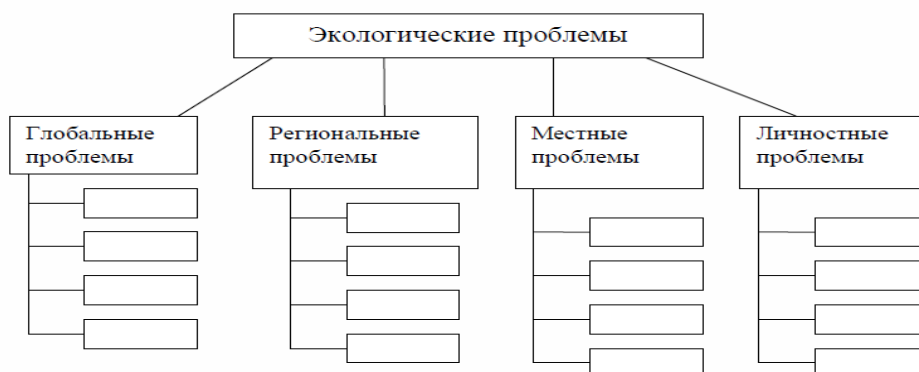 Экологические проблемы
Глобальные
проблемы
Региональные
проблемы
Местные
проблемы
Личностные
проблемы